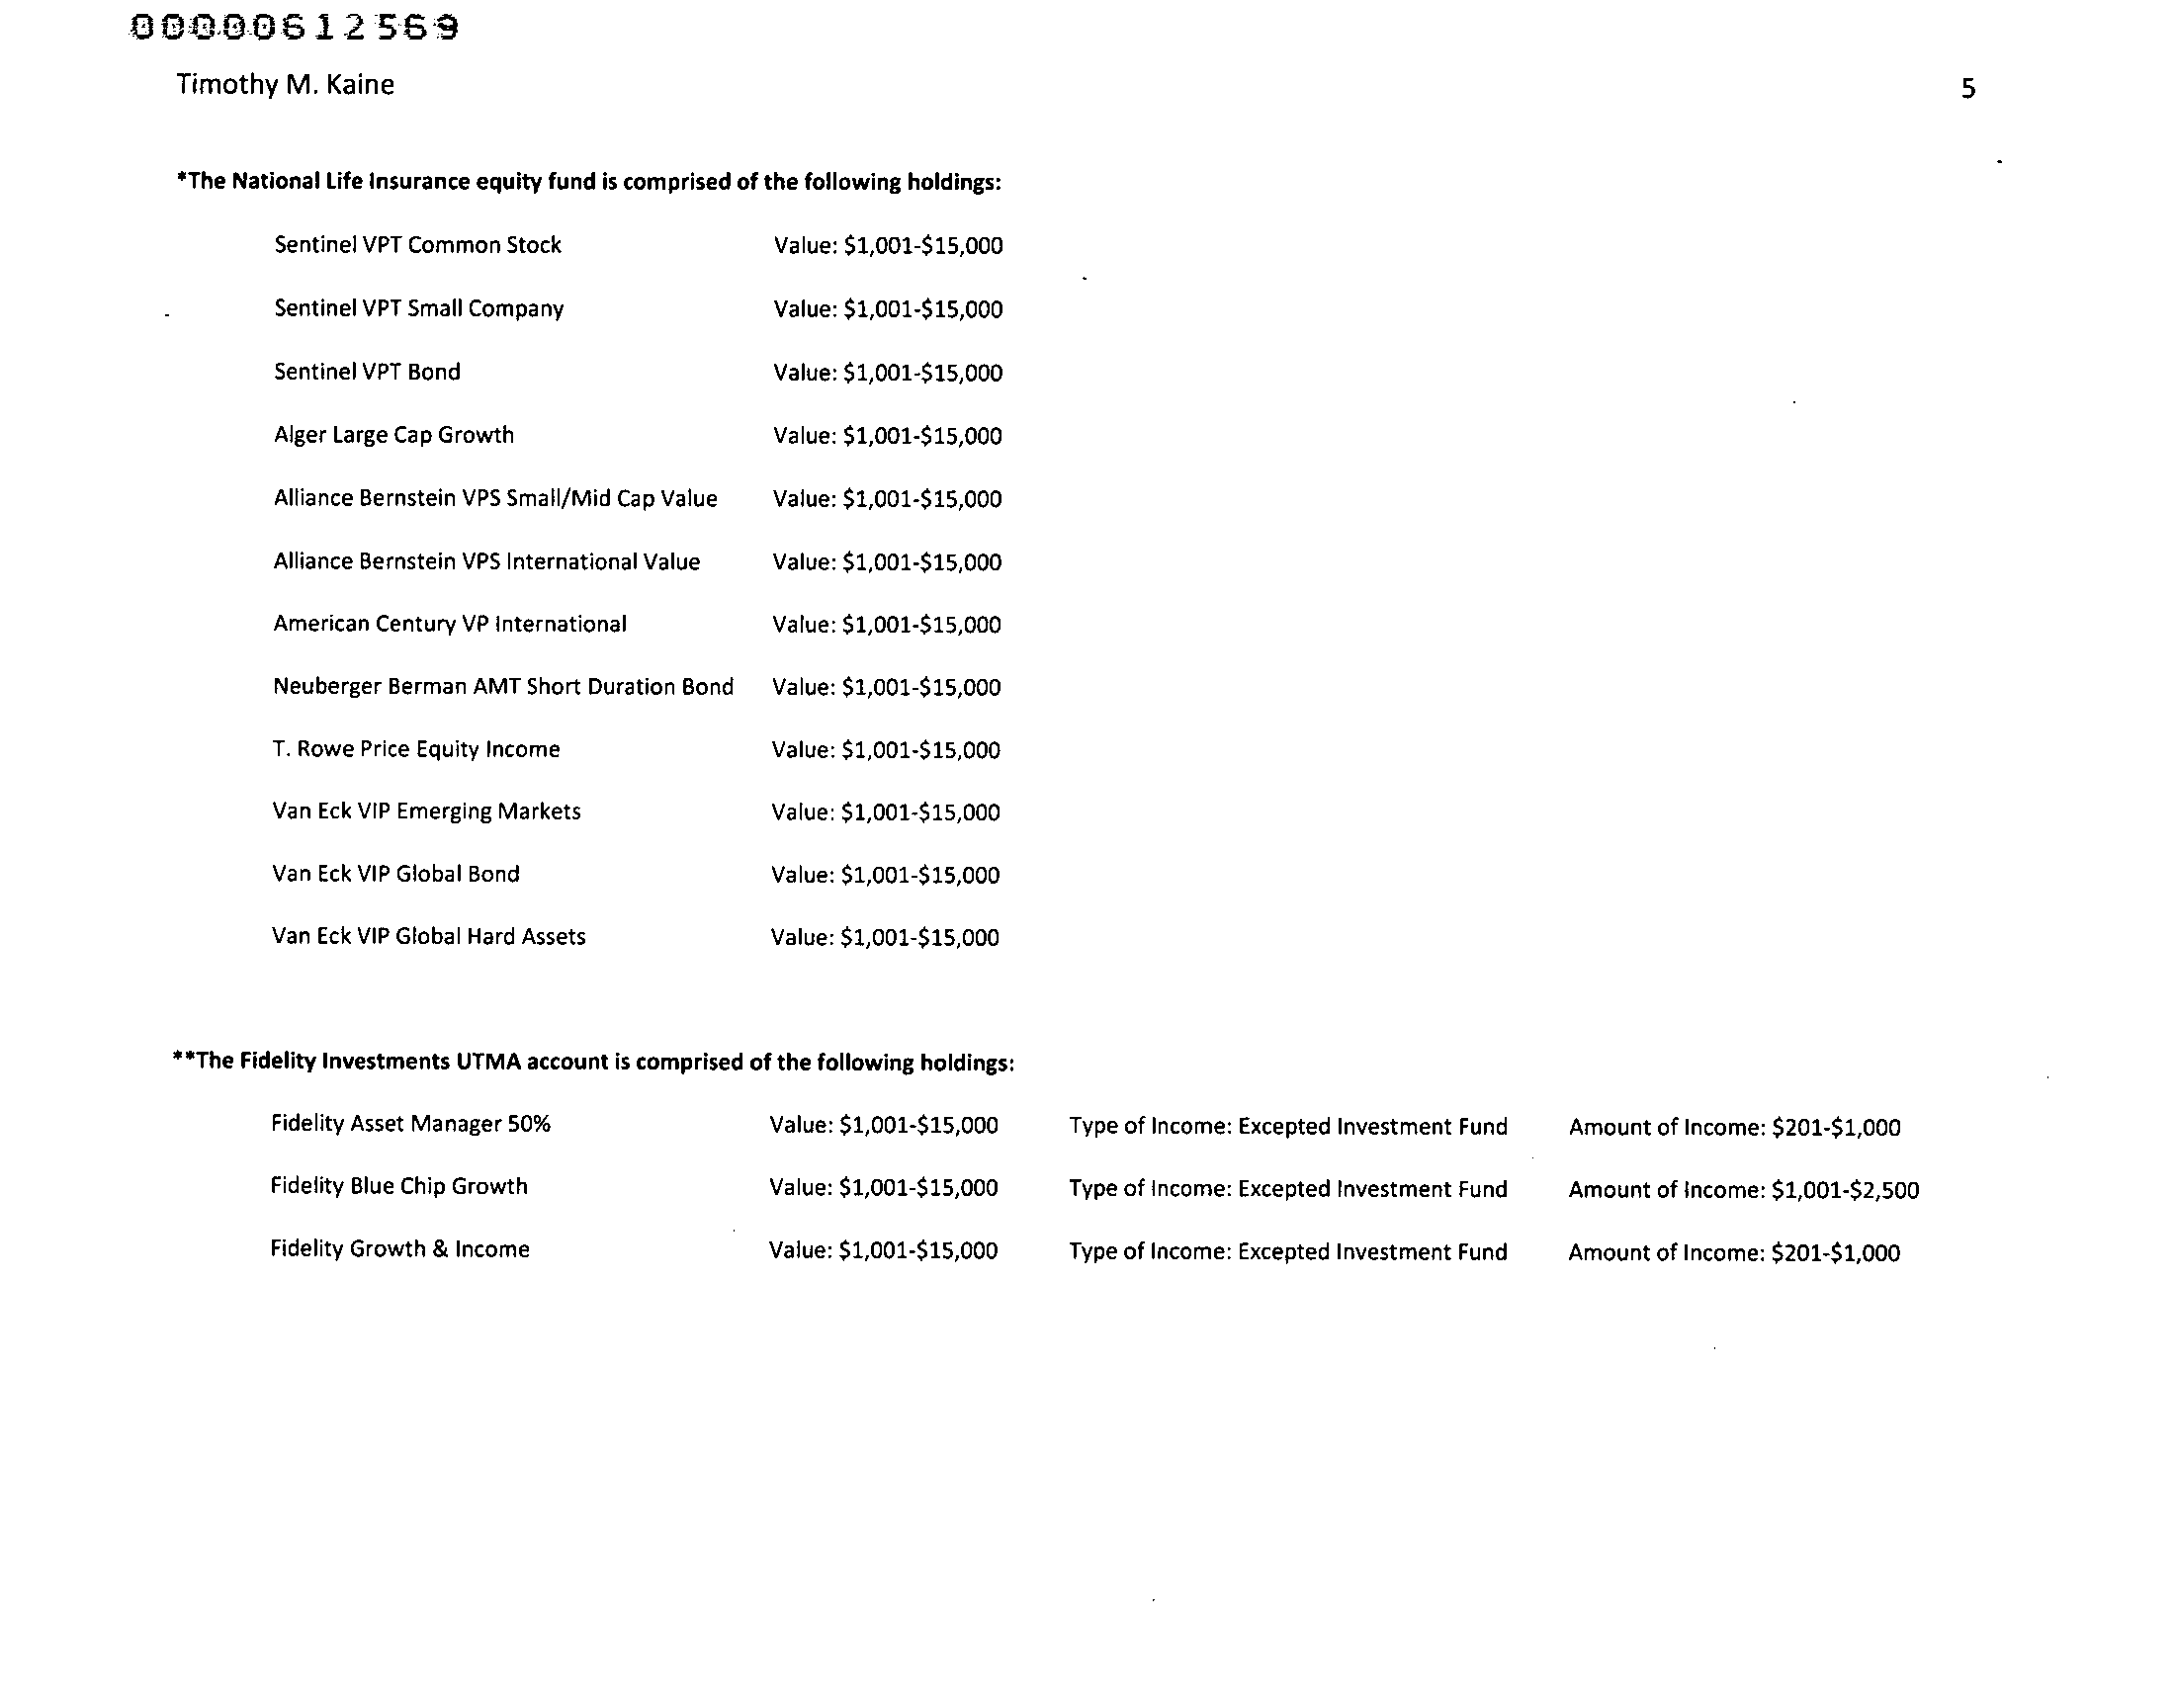 00000612569
Timothy M. Kaine 5
*The National Life Insurance equity fund is comprised of the following holdings:
Sentinel VPT Common Stock Value: $1,001-$15,000
Sentinel VPT Small Company Value: $1,001-$15,000
Sentinel VPT Bond Value: $1,001-$15,000
Alger Large Cap Growth Value: $1,001-$15,000
Alliance Bernstein VPS Small/Mid Cap Value Value: $1,001-$15,000
Alliance Bernstein VPS International Value Value: $1,001-$15,000
American Century VP International Value: $1,001-$15,000
Neuberger Berman AMT Short Duration Bond Value: $1,001-$15,000
T. Rowe Price Equity Income Value: $1,001-$15,000
Van Eck VIP Emerging Markets Value: $1,001-$15,000
Van Eck VIP Global Bond Value: $1,001-$15,000
Van Eck VIP Global Hard Assets Value: $1,001-$15,000
**The Fidelity Investments UTMA account is comprised of the following holdings:
Fidelity Asset Manager 50% Value: $1,001-$15,000 Type of Income: Excepted Investment Fund Amount of Income: $201-$1,000
Fidelity Blue Chip Growth Value: $1,001-$15,000 Type of Income: Excepted Investment Fund Amount of Income: $1,001-$2,500
Fidelity Growth & Income Value: $1,001-$15,000 Type of Income: Excepted Investment Fund Amount of Income: $201-$1,000